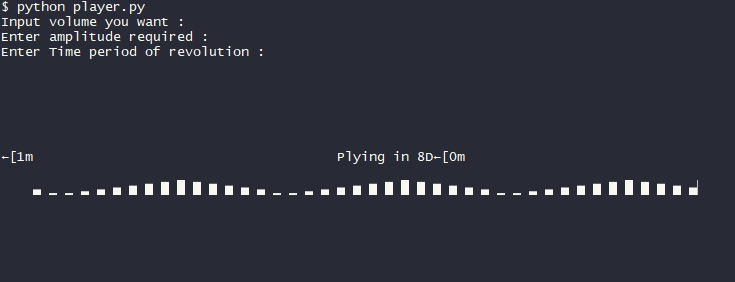 $ python player.py
Input volume you want :
Enter amplitude required :
Enter Time period of revolution :
←[1m Plying in 8D←[0m